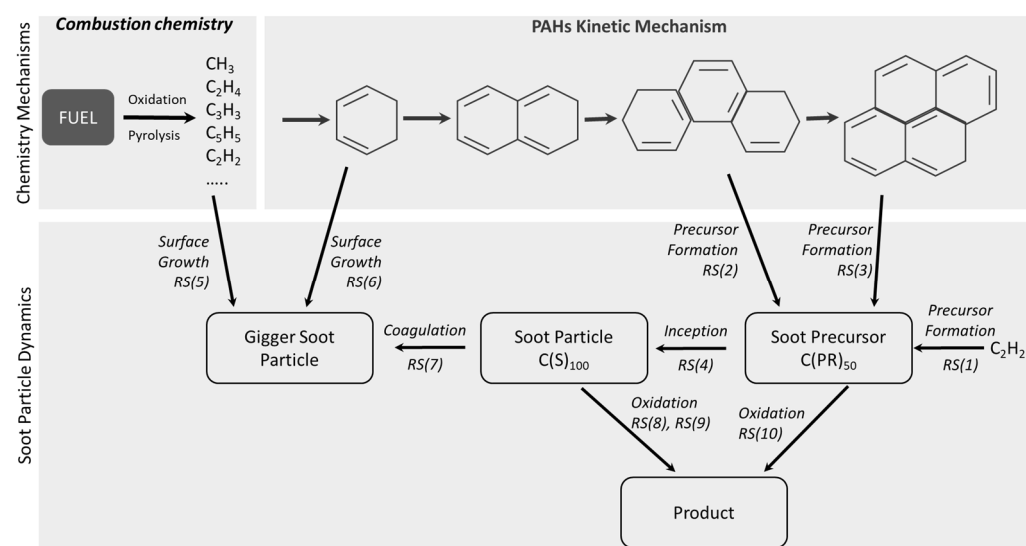 Combustion chemistry
PAHs Kinetic Mechanism
Chemistry Mechanisms
FUEL
Oxidation
Pyrolysis
CH₃
C₂H₄
C₃H₃
C₅H₅
C₂H₂
.....
Surface
Growth
RS(5)
Surface
Growth
RS(6)
Precursor
Formation
RS(2)
Precursor
Formation
RS(3)
Soot Particle Dynamics
Gigger Soot
Particle
Coagulation
RS(7)
Soot Particle
C(S)₁₀₀
Inception
RS(4)
Soot Precursor
C(PR)₅₀
Precursor
Formation
RS(1)
C₂H₂
Oxidation
RS(8), RS(9)
Oxidation
RS(10)
Product